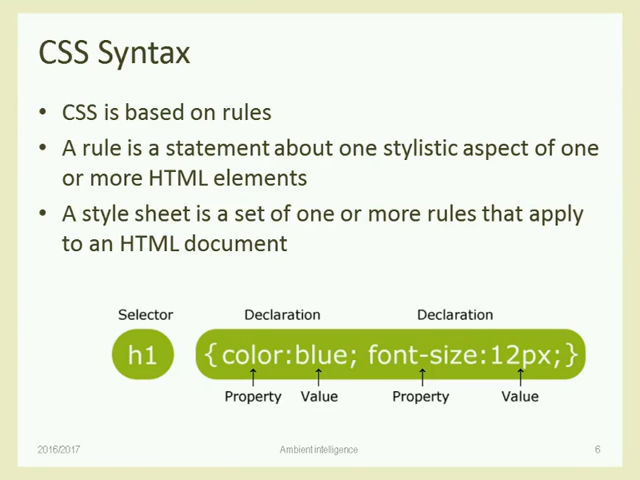 CSS Syntax
• CSS is based on rules
• A rule is a statement about one stylistic aspect of one
or more HTML elements
• A style sheet is a set of one or more rules that apply
to an HTML document
Selector Declaration Declaration
h1 {color:blue; font-size:12px;}
Property Value Property Value
2016/2017 Ambient intelligence 6